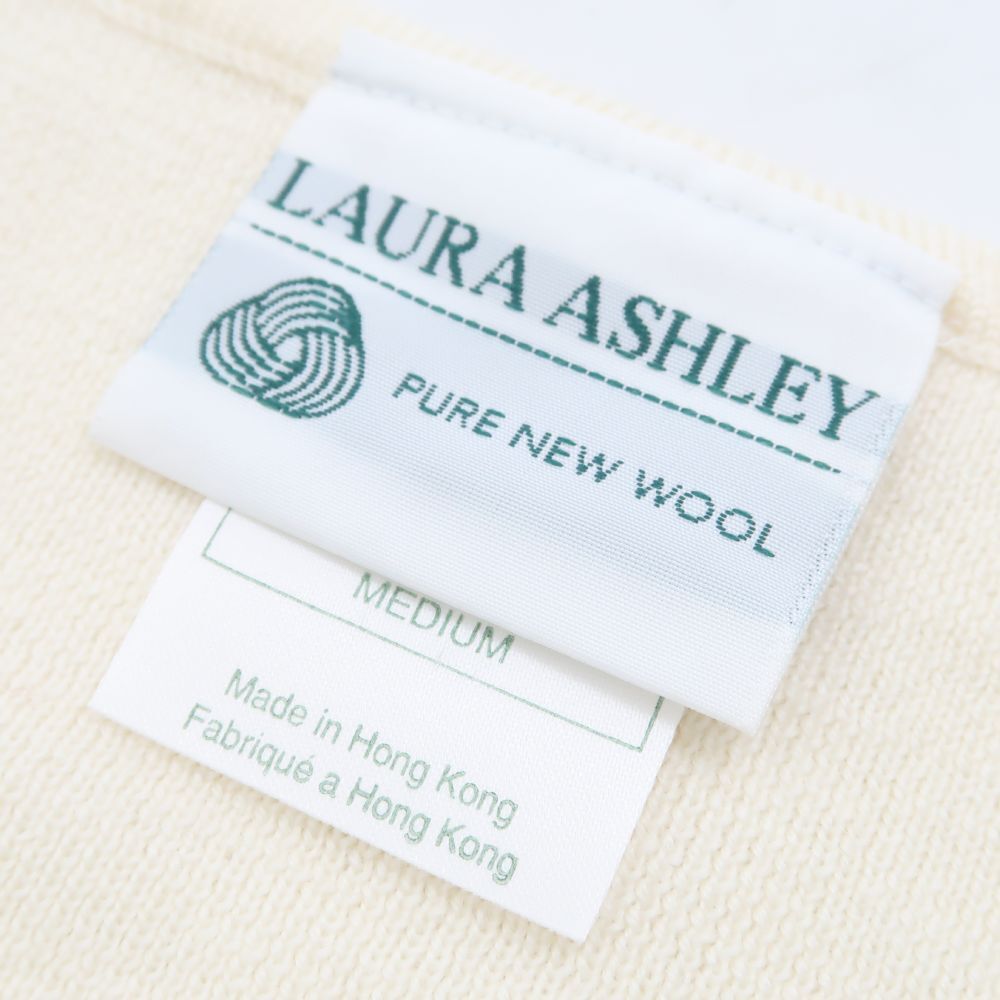 LAURA ASHLEY
PURE NEW WOOL
MEDIUM
Made in Hong Kong
Fabriqué a Hong Kong